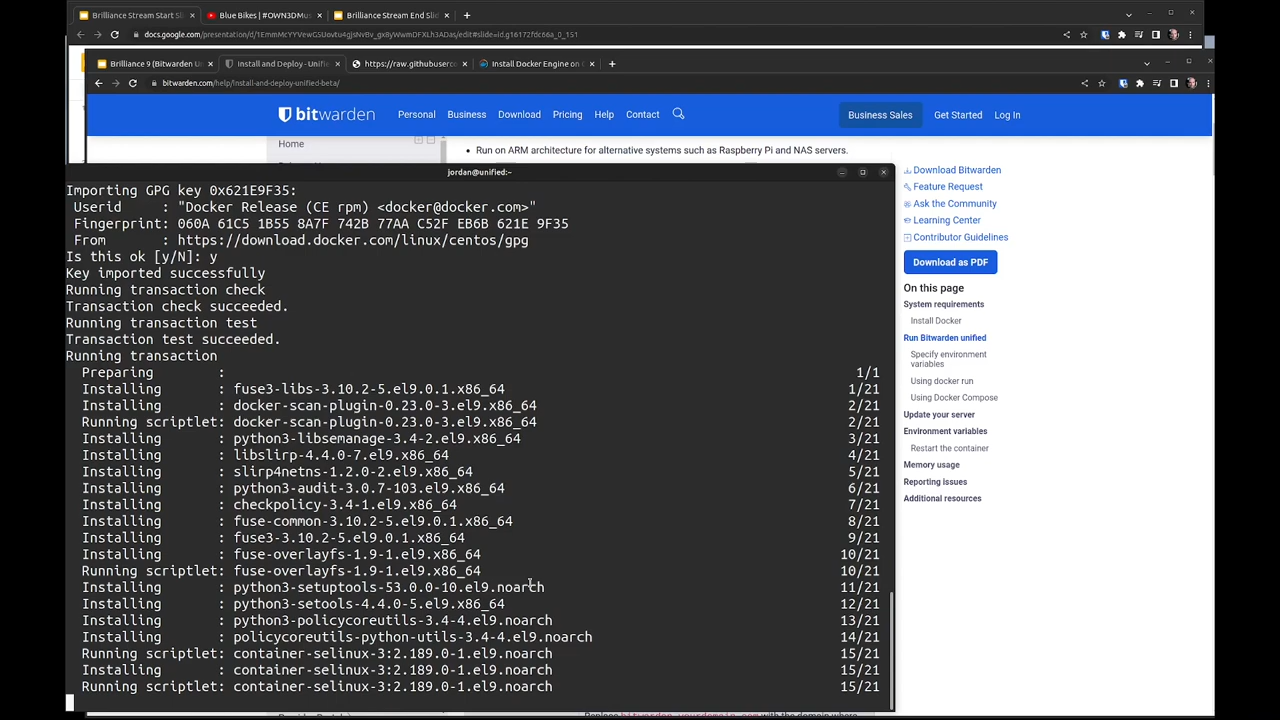 Brilliance Stream Start Sli
Blue Bikes | #OWN3DMus
Brilliance Stream End Slid
docs.google.com/presentation/d/1EmmMcYYVewGSUovtu4gjsNvBv_gx8yWwmDFXLh3ADas/edit#slide=id.g16172fdc66a_0_151
Brilliance 9 (Bitwarden U
Install and Deploy - Unifie
https://raw.githubuserco
Install Docker Engine on C
bitwarden.com/help/install-and-deploy-unified-beta/
bitwarden
Personal
Business
Download
Pricing
Help
Contact
Business Sales
Get Started
Log In
Home
• Run on ARM architecture for alternative systems such as Raspberry Pi and NAS servers.
jordan@unified:~
Importing GPG key 0x621E9F35:
Userid     : "Docker Release (CE rpm) <docker@docker.com>"
Fingerprint: 060A 61C5 1B55 8A7F 742B 77AA C52F EB6B 621E 9F35
From       : https://download.docker.com/linux/centos/gpg
Is this ok [y/N]: y
Key imported successfully
Running transaction check
Transaction check succeeded.
Running transaction test
Transaction test succeeded.
Running transaction
Preparing        : 1/1
Installing       : fuse3-libs-3.10.2-5.el9.0.1.x86_64 1/21
Installing       : docker-scan-plugin-0.23.0-3.el9.x86_64 2/21
Running scriptlet: docker-scan-plugin-0.23.0-3.el9.x86_64 2/21
Installing       : python3-libsemanage-3.4-2.el9.x86_64 3/21
Installing       : libslirp-4.4.0-7.el9.x86_64 4/21
Installing       : slirp4netns-1.2.0-2.el9.x86_64 5/21
Installing       : python3-audit-3.0.7-103.el9.x86_64 6/21
Installing       : checkpolicy-3.4-1.el9.x86_64 7/21
Installing       : fuse-common-3.10.2-5.el9.0.1.x86_64 8/21
Installing       : fuse3-3.10.2-5.el9.0.1.x86_64 9/21
Installing       : fuse-overlayfs-1.9-1.el9.x86_64 10/21
Running scriptlet: fuse-overlayfs-1.9-1.el9.x86_64 10/21
Installing       : python3-setuptools-53.0.0-10.el9.noarch 11/21
Installing       : python3-setools-4.4.0-5.el9.x86_64 12/21
Installing       : python3-policycoreutils-3.4-4.el9.noarch 13/21
Installing       : policycoreutils-python-utils-3.4-4.el9.noarch 14/21
Running scriptlet: container-selinux-3:2.189.0-1.el9.noarch 15/21
Installing       : container-selinux-3:2.189.0-1.el9.noarch 15/21
Running scriptlet: container-selinux-3:2.189.0-1.el9.noarch 15/21
Download Bitwarden
Feature Request
Ask the Community
Learning Center
Contributor Guidelines
Download as PDF
On this page
System requirements
Install Docker
Run Bitwarden unified
Specify environment
variables
Using docker run
Using Docker Compose
Update your server
Environment variables
Restart the container
Memory usage
Reporting issues
Additional resources